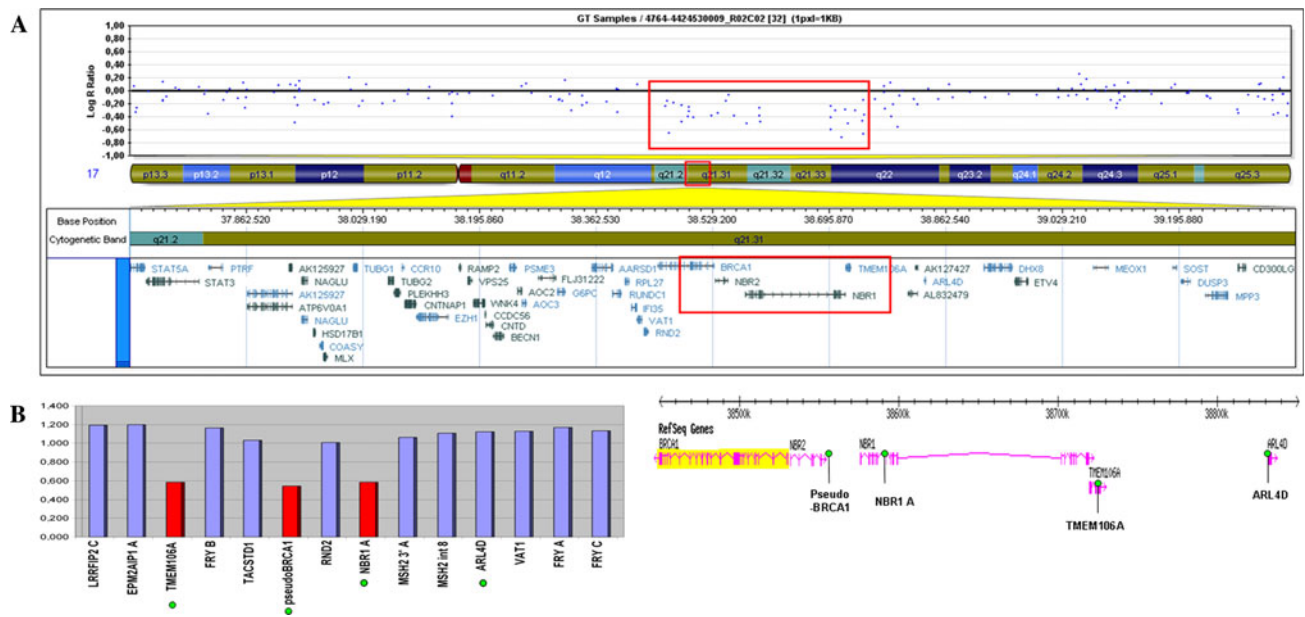 A
GT Samples / 4764-4424530009_R02C02 [32] (1pxl=1KB)
Log R Ratio
1,00
0,80
0,60
0,40
0,20
0,00
-0,20
-0,40
-0,60
-0,80
-1,00
17
p13.3 p13.2 p13.1 p12 p11.2 q11.2 q12 q21.2 q21.31 q21.32 q21.33 q22 q23.2 q24.1 q24.2 q24.3 q25.1 q25.3
Base Position 37.862.520 38.029.190 38.195.860 38.362.530 38.529.200 38.695.870 38.862.540 39.029.210 39.195.880
Cytogenetic Band q21.2 q21.31
STAT5A PTRF AK125927 TUBG1 CCR10 RAMP2 PSME3 AARSD1 BRCA1 TMEM106A AK127427 DHX8 MEOX1 SOST CD300LG
STAT3 NAGLU TUBG2 VPS25 FLJ31222 RPL27 NBR2 ARL4D ETV4 DUSP3
AK125927 PLEKHH3 AOC2 G6PC RUNDC1 NBR1 AL832479 MPP3
ATP6V0A1 CNTNAP1 WNK4 AOC3 IFI35
NAGLU EZH1 CCDC56 VAT1
HSD17B1 CNTD RND2
COASY BECN1
MLX
B
1,400
1,200
1,000
0,800
0,600
0,400
0,200
0,000
LRRFIP2 C
EPM2AIP1 A
TMEM106A
FRY B
TACSTD1
pseudoBRCA1
RND2
NBR1 A
MSH2 3' A
MSH2 int 8
ARL4D
VAT1
FRY A
FRY C
38500k 38600k 38700k 38800k
RefSeq Genes
BRCA1 NBR2 NBR1 ARL4D
TMEM106A
Pseudo
-BRCA1
NBR1 A
TMEM106A
ARL4D